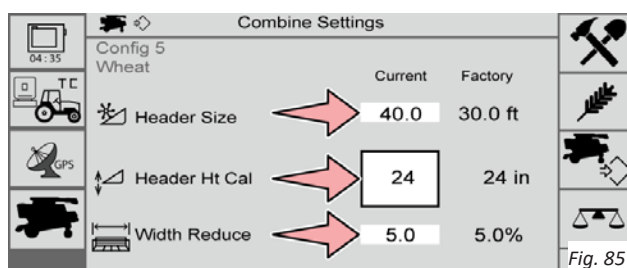 Combine Settings
04:35
Config 5
Wheat
Current Factory
TC
Header Size 40.0 30.0 ft
GPS
Header Ht Cal 24 24 in
Width Reduce 5.0 5.0%
Fig. 85